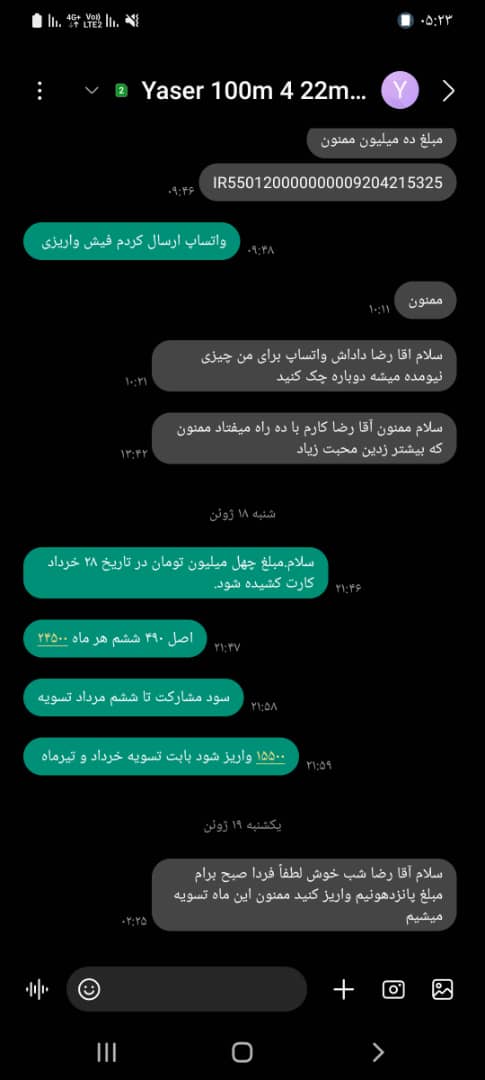 ۰۵:۲۳
4G+ Vo)) LTE2
Yaser 100m 4 22m...
2
Y
مبلغ ده میلیون ممنون
IR550120000000009204215325
۰۹:۴۶
واتساپ ارسال کردم فیش واریزی
۰۹:۴۸
ممنون
۱۰:۱۱
سلام اقا رضا داداش واتساپ برای من چیزی
نیومده میشه دوباره چک کنید
۱۰:۲۱
سلام ممنون آقا رضا کارم با ده راه میفتاد ممنون
که بیشتر زدین محبت زیاد
۱۳:۴۲
شنبه ۱۸ ژوئن
سلام.مبلغ چهل میلیون تومان در تاریخ ۲۸ خرداد
کارت کشیده شود.
۲۱:۴۶
اصل ۴۹۰ ششم هر ماه ۲۴۵۰۰
۲۱:۴۷
سود مشارکت تا ششم مرداد تسویه
۲۱:۵۸
۱۵۵۰۰ واریز شود بابت تسویه خرداد و تیرماه
۲۱:۵۹
یکشنبه ۱۹ ژوئن
سلام آقا رضا شب خوش لطفاً فردا صبح برام
مبلغ پانزدهونیم واریز کنید ممنون این ماه تسویه
میشیم
۰۲:۲۵